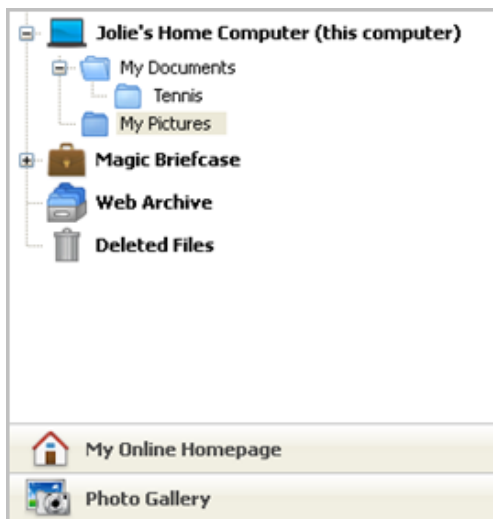 Jolie's Home Computer (this computer)
My Documents
Tennis
My Pictures
Magic Briefcase
Web Archive
Deleted Files
My Online Homepage
Photo Gallery